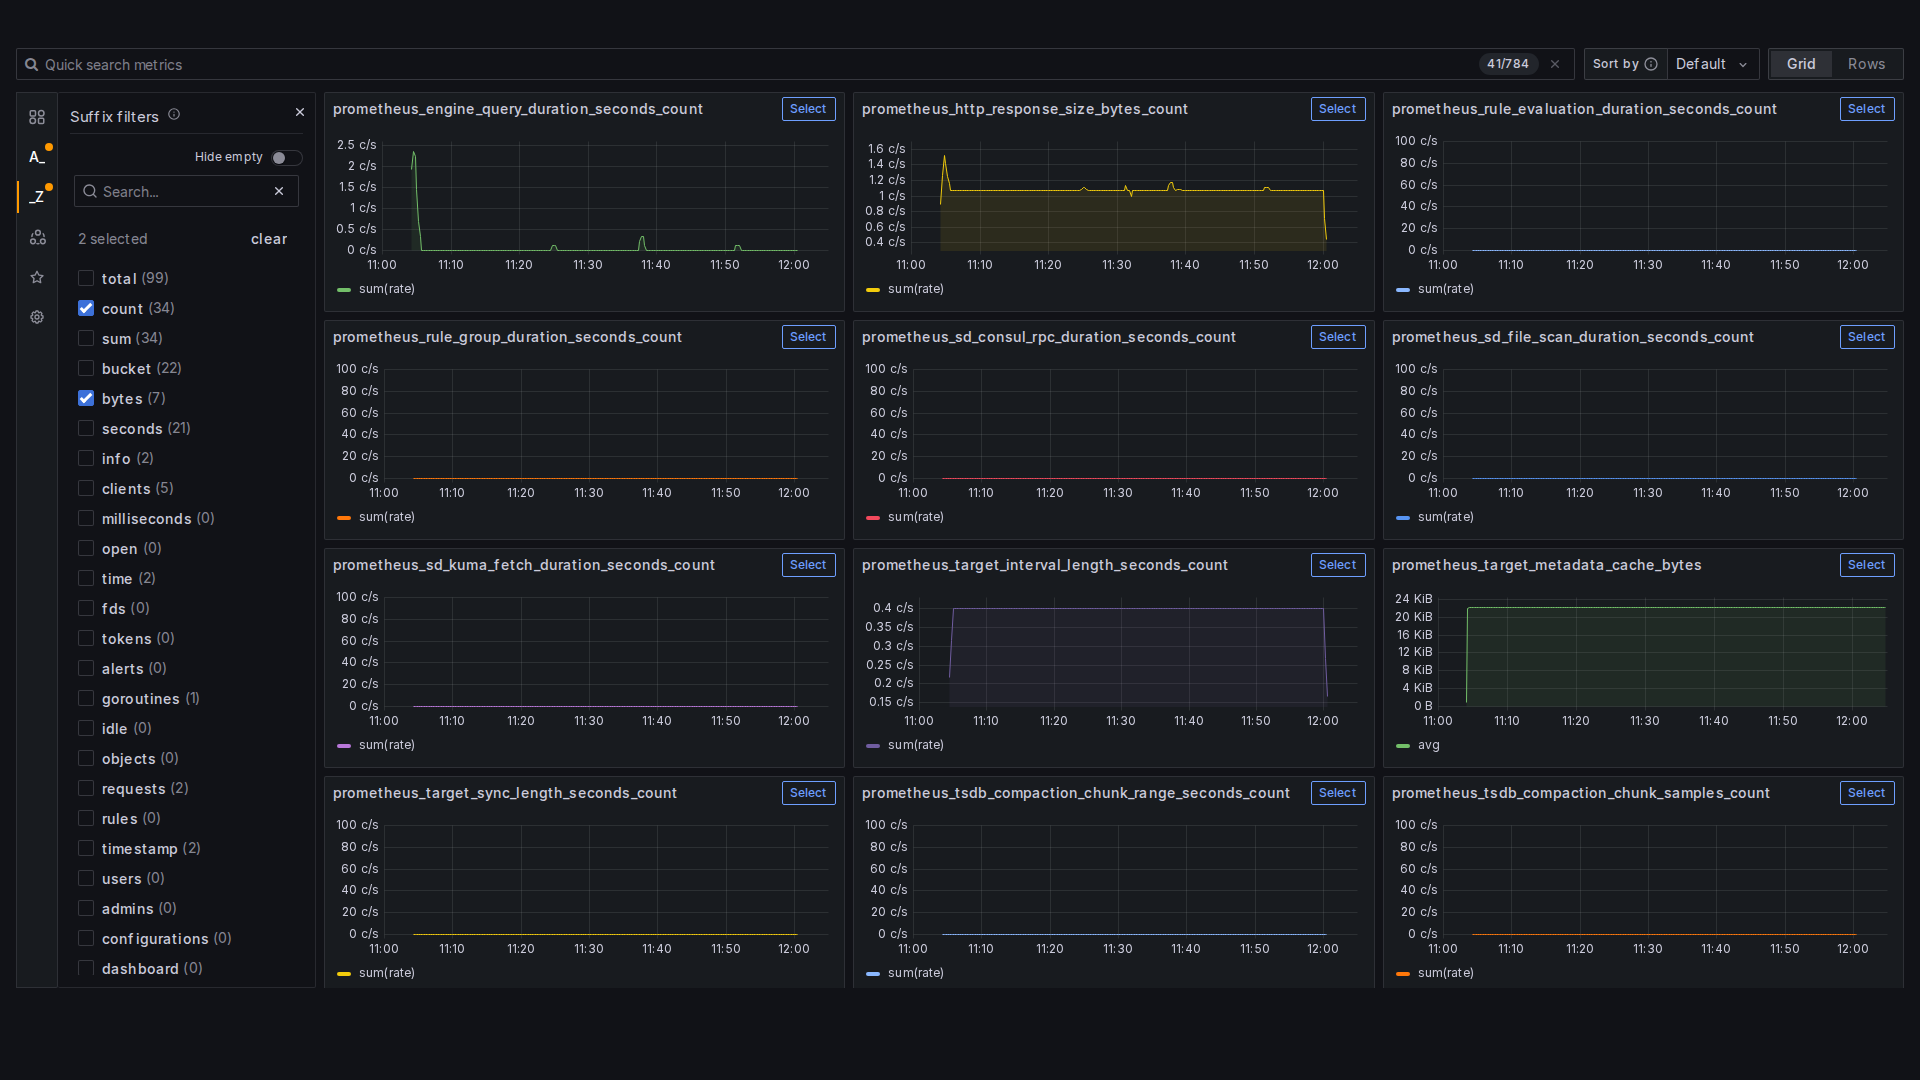 Quick search metrics
41/784
Sort by
Default
Grid
Rows
Suffix filters
Hide empty
A_
_Z
Search...
2 selected
clear
total (99)
count (34)
sum (34)
bucket (22)
bytes (7)
seconds (21)
info (2)
clients (5)
milliseconds (0)
open (0)
time (2)
fds (0)
tokens (0)
alerts (0)
goroutines (1)
idle (0)
objects (0)
requests (2)
rules (0)
timestamp (2)
users (0)
admins (0)
configurations (0)
dashboard (0)
prometheus_engine_query_duration_seconds_count
Select
2.5 c/s
2 c/s
1.5 c/s
1 c/s
0.5 c/s
0 c/s
11:00 11:10 11:20 11:30 11:40 11:50 12:00
sum(rate)
prometheus_http_response_size_bytes_count
Select
1.6 c/s
1.4 c/s
1.2 c/s
1 c/s
0.8 c/s
0.6 c/s
0.4 c/s
11:00 11:10 11:20 11:30 11:40 11:50 12:00
sum(rate)
prometheus_rule_evaluation_duration_seconds_count
Select
100 c/s
80 c/s
60 c/s
40 c/s
20 c/s
0 c/s
11:00 11:10 11:20 11:30 11:40 11:50 12:00
sum(rate)
prometheus_rule_group_duration_seconds_count
Select
100 c/s
80 c/s
60 c/s
40 c/s
20 c/s
0 c/s
11:00 11:10 11:20 11:30 11:40 11:50 12:00
sum(rate)
prometheus_sd_consul_rpc_duration_seconds_count
Select
100 c/s
80 c/s
60 c/s
40 c/s
20 c/s
0 c/s
11:00 11:10 11:20 11:30 11:40 11:50 12:00
sum(rate)
prometheus_sd_file_scan_duration_seconds_count
Select
100 c/s
80 c/s
60 c/s
40 c/s
20 c/s
0 c/s
11:00 11:10 11:20 11:30 11:40 11:50 12:00
sum(rate)
prometheus_sd_kuma_fetch_duration_seconds_count
Select
100 c/s
80 c/s
60 c/s
40 c/s
20 c/s
0 c/s
11:00 11:10 11:20 11:30 11:40 11:50 12:00
sum(rate)
prometheus_target_interval_length_seconds_count
Select
0.4 c/s
0.35 c/s
0.3 c/s
0.25 c/s
0.2 c/s
0.15 c/s
11:00 11:10 11:20 11:30 11:40 11:50 12:00
sum(rate)
prometheus_target_metadata_cache_bytes
Select
24 KiB
20 KiB
16 KiB
12 KiB
8 KiB
4 KiB
0 B
11:00 11:10 11:20 11:30 11:40 11:50 12:00
avg
prometheus_target_sync_length_seconds_count
Select
100 c/s
80 c/s
60 c/s
40 c/s
20 c/s
0 c/s
11:00 11:10 11:20 11:30 11:40 11:50 12:00
sum(rate)
prometheus_tsdb_compaction_chunk_range_seconds_count
Select
100 c/s
80 c/s
60 c/s
40 c/s
20 c/s
0 c/s
11:00 11:10 11:20 11:30 11:40 11:50 12:00
sum(rate)
prometheus_tsdb_compaction_chunk_samples_count
Select
100 c/s
80 c/s
60 c/s
40 c/s
20 c/s
0 c/s
11:00 11:10 11:20 11:30 11:40 11:50 12:00
sum(rate)